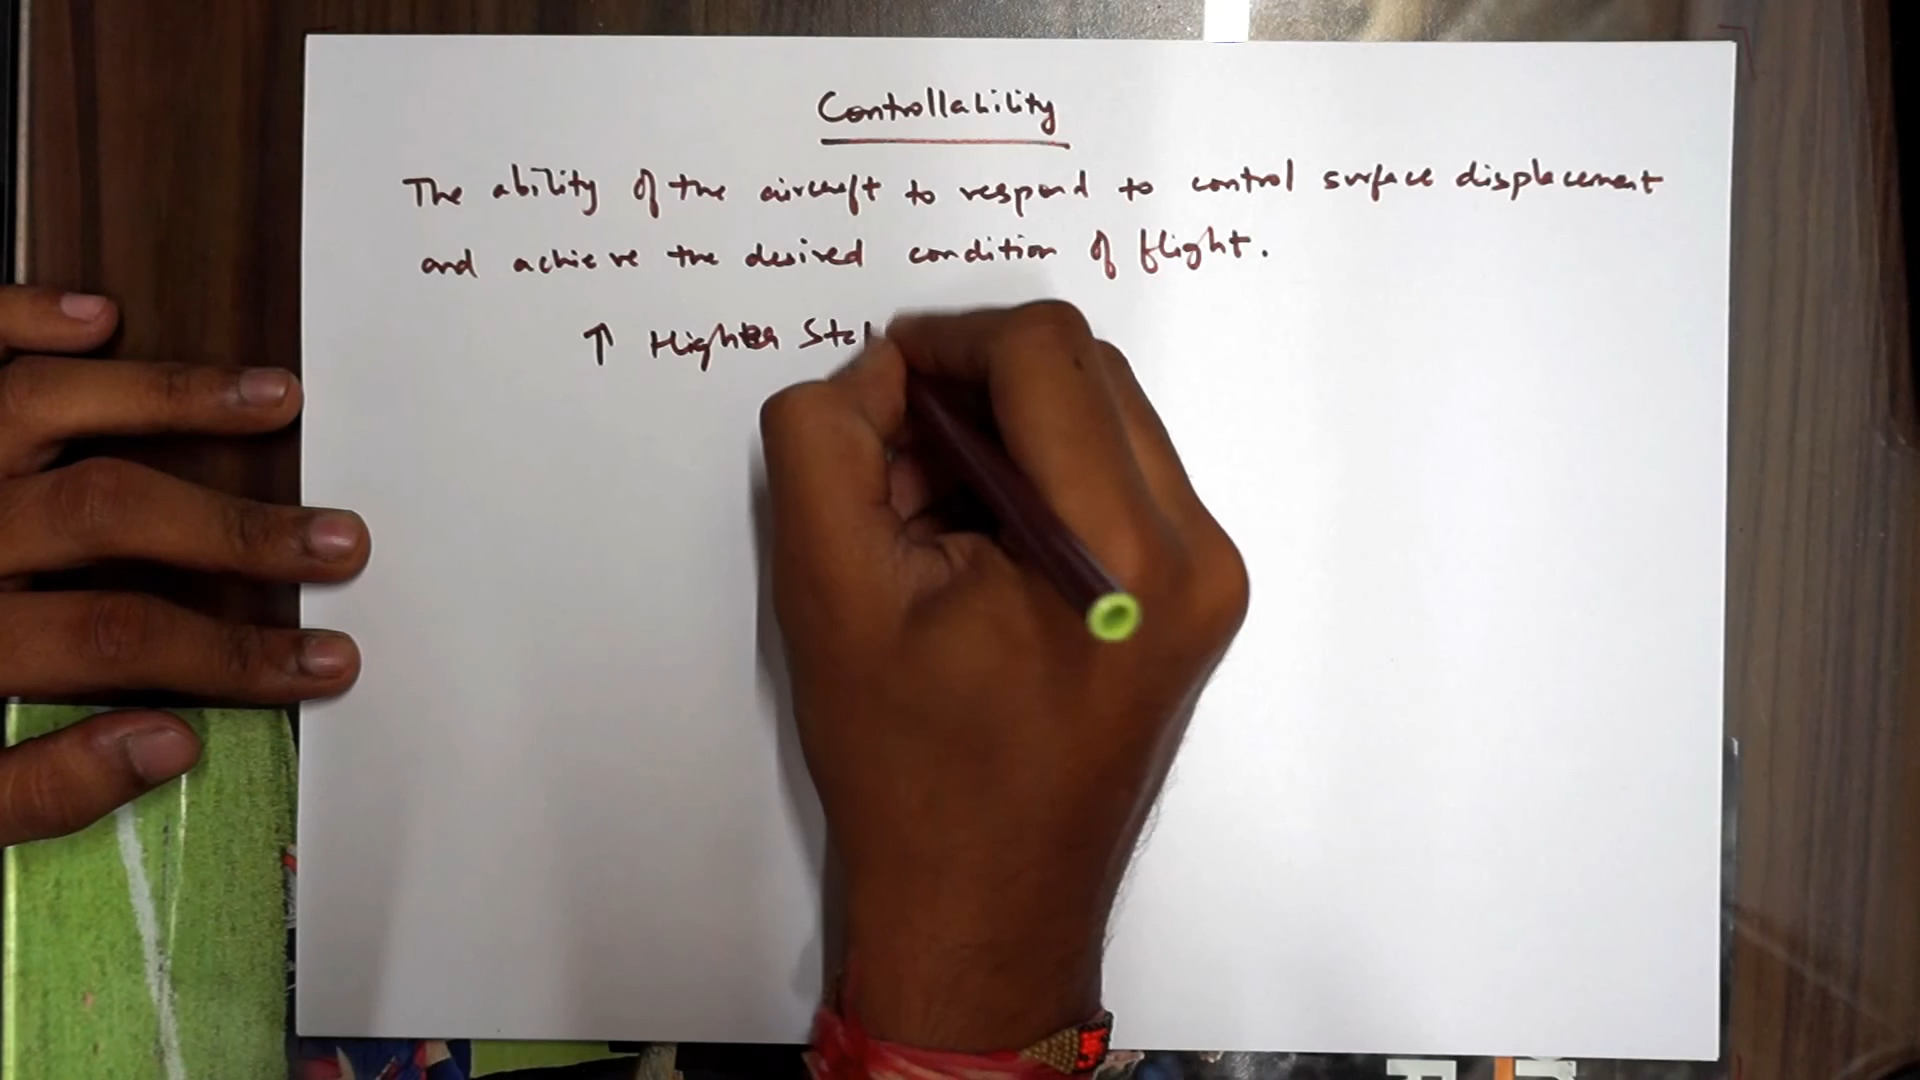 Controllability
The ability of the aircraft to respond to control surface displacement
and achieve the desired condition of flight.
↑ Higher